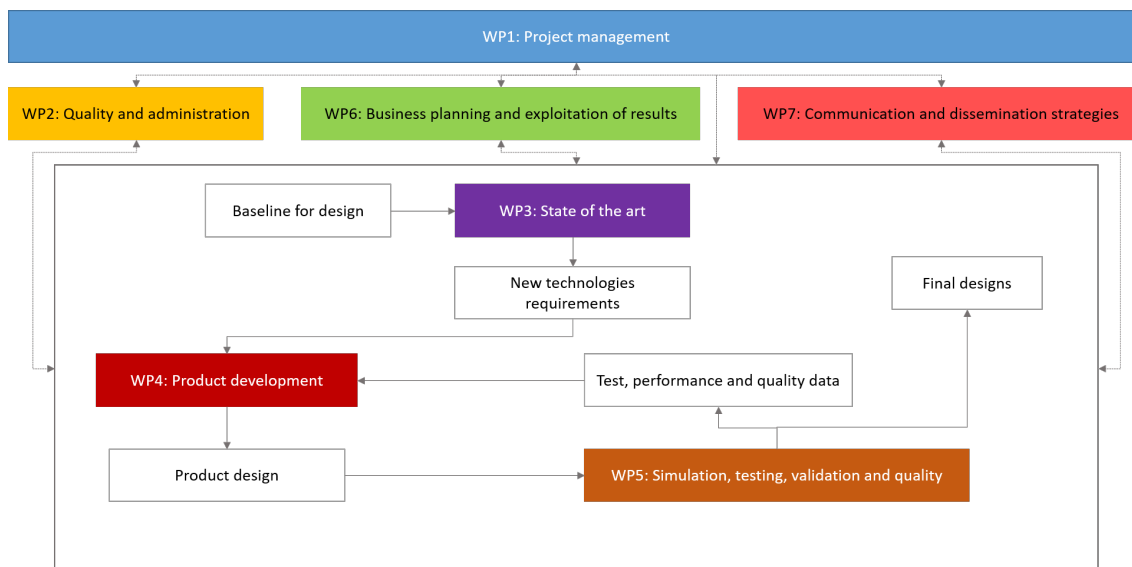 WP1: Project management
WP2: Quality and administration
WP6: Business planning and exploitation of results
WP7: Communication and dissemination strategies
Baseline for design
WP3: State of the art
New technologies
requirements
Final designs
WP4: Product development
Test, performance and quality data
Product design
WP5: Simulation, testing, validation and quality